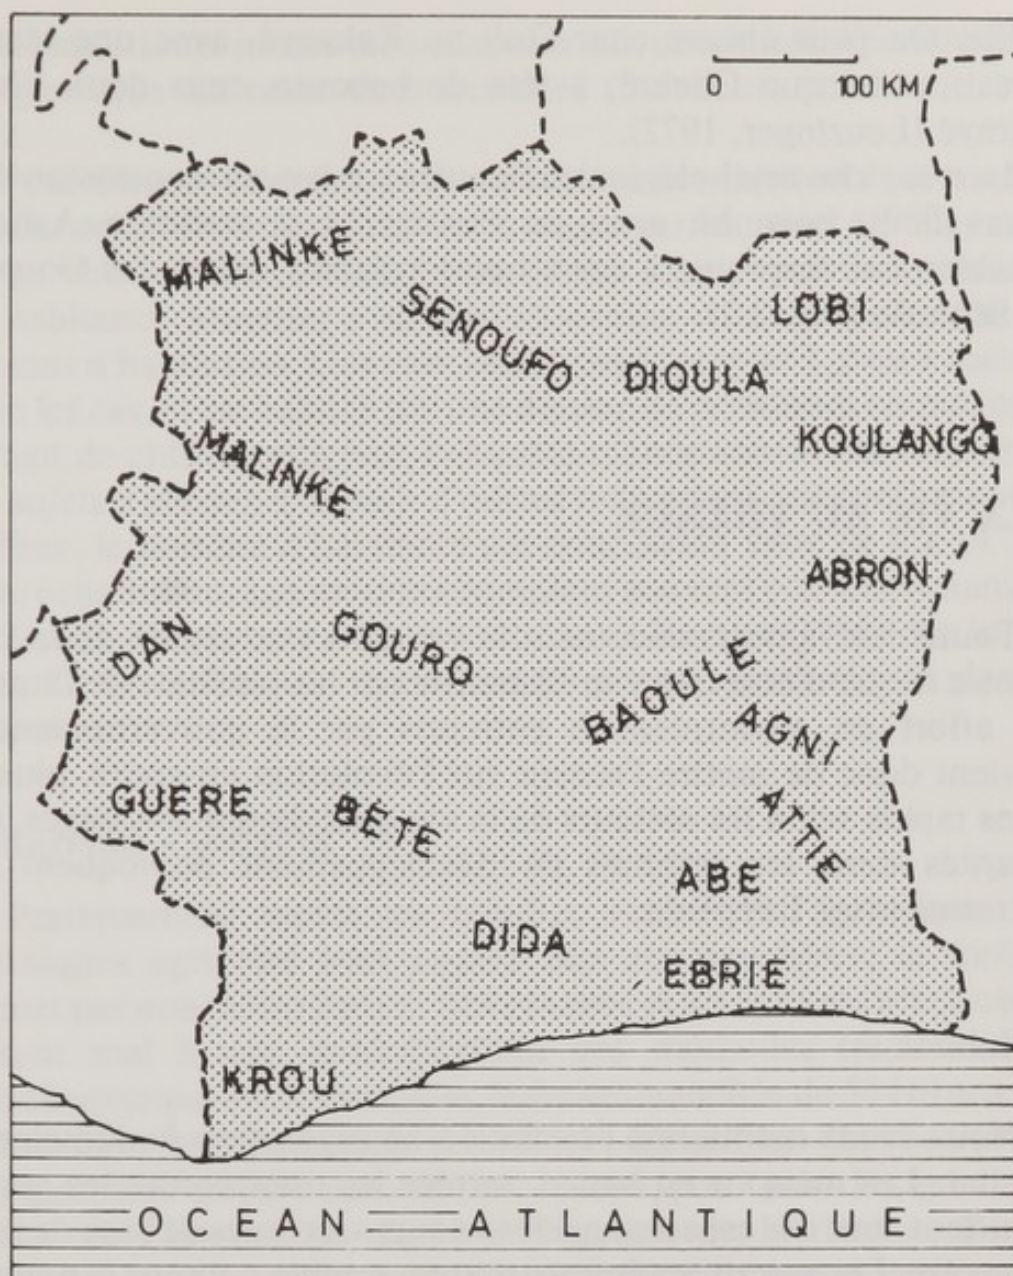 0 100 KM
MALINKE
SENOUFO
LOBI
DIOULA
MALINKE
KOULANGO
ABRON
DAN
GOURO
BAOULE
AGNI
GUERE
BÉTE
ATTIE
ABE
DIDA
EBRIE
KROU
OCEAN ATLANTIQUE